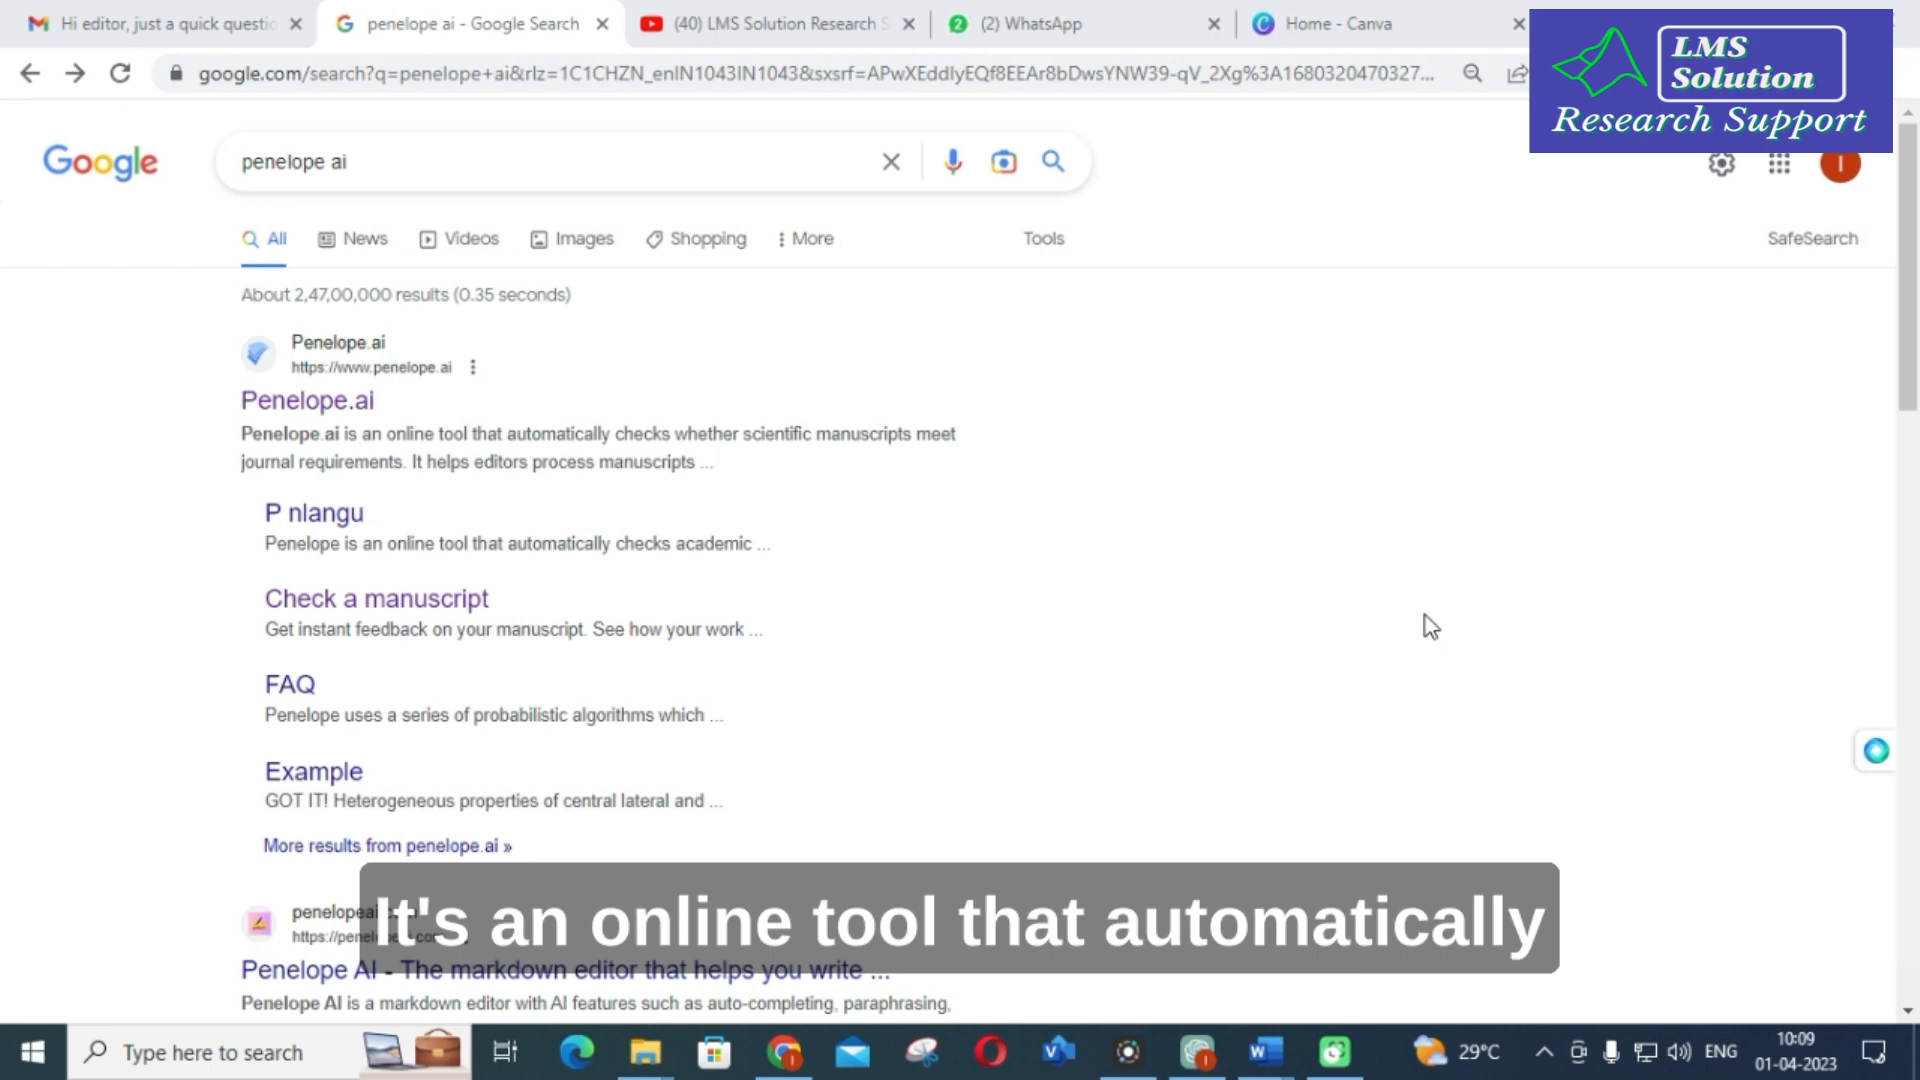 Hi editor, just a quick questio
penelope ai - Google Search
(40) LMS Solution Research S
2 (2) WhatsApp
Home - Canva
google.com/search?q=penelope+ai&rlz=1C1CHZN_enIN1043IN1043&sxsrf=APwXEddlyEQf8EEAr8bDwsYNW39-qV_2Xg%3A1680320470327...
LMS
Solution
Research Support
Google
penelope ai
I
All
News
Videos
Images
Shopping
More
Tools
SafeSearch
About 2,47,00,000 results (0.35 seconds)
Penelope.ai
https://www.penelope.ai
Penelope.ai
Penelope.ai is an online tool that automatically checks whether scientific manuscripts meet
journal requirements. It helps editors process manuscripts ...
P nlangu
Penelope is an online tool that automatically checks academic ...
Check a manuscript
Get instant feedback on your manuscript. See how your work ...
FAQ
Penelope uses a series of probabilistic algorithms which ...
Example
GOT IT! Heterogeneous properties of central lateral and ...
More results from penelope.ai »
It's an online tool that automatically
Penelope AI - The markdown editor that helps you write ...
Penelope AI is a markdown editor with AI features such as auto-completing, paraphrasing,
Type here to search
29°C
ENG
10:09
01-04-2023